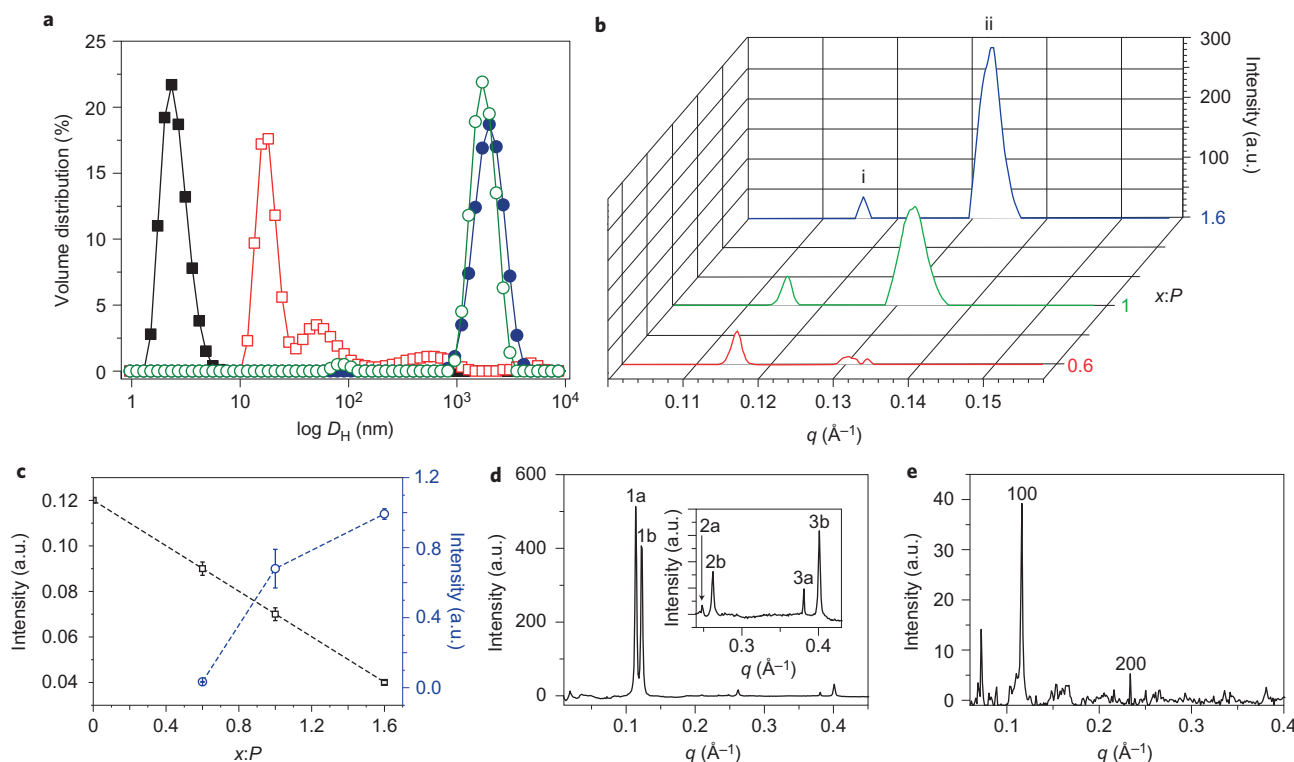 a
25
20
15
10
5
0
Volume distribution (%)
1
10
10²
10³
10⁴
log D_H (nm)
b
i
ii
300
200
100
Intensity (a.u.)
1.6
1
0.6
x:P
0.11
0.12
0.13
0.14
0.15
q (Å⁻¹)
c
0.12
0.10
0.08
0.06
0.04
Intensity (a.u.)
1.2
0.8
0.4
0.0
Intensity (a.u.)
0
0.4
0.8
1.2
1.6
x:P
d
600
400
200
0
Intensity (a.u.)
1a
1b
Intensity (a.u.)
2a
2b
3a
3b
0.3
0.4
q (Å⁻¹)
0.1
0.2
0.3
0.4
q (Å⁻¹)
e
40
30
20
10
0
Intensity (a.u.)
100
200
0.1
0.2
0.3
0.4
q (Å⁻¹)